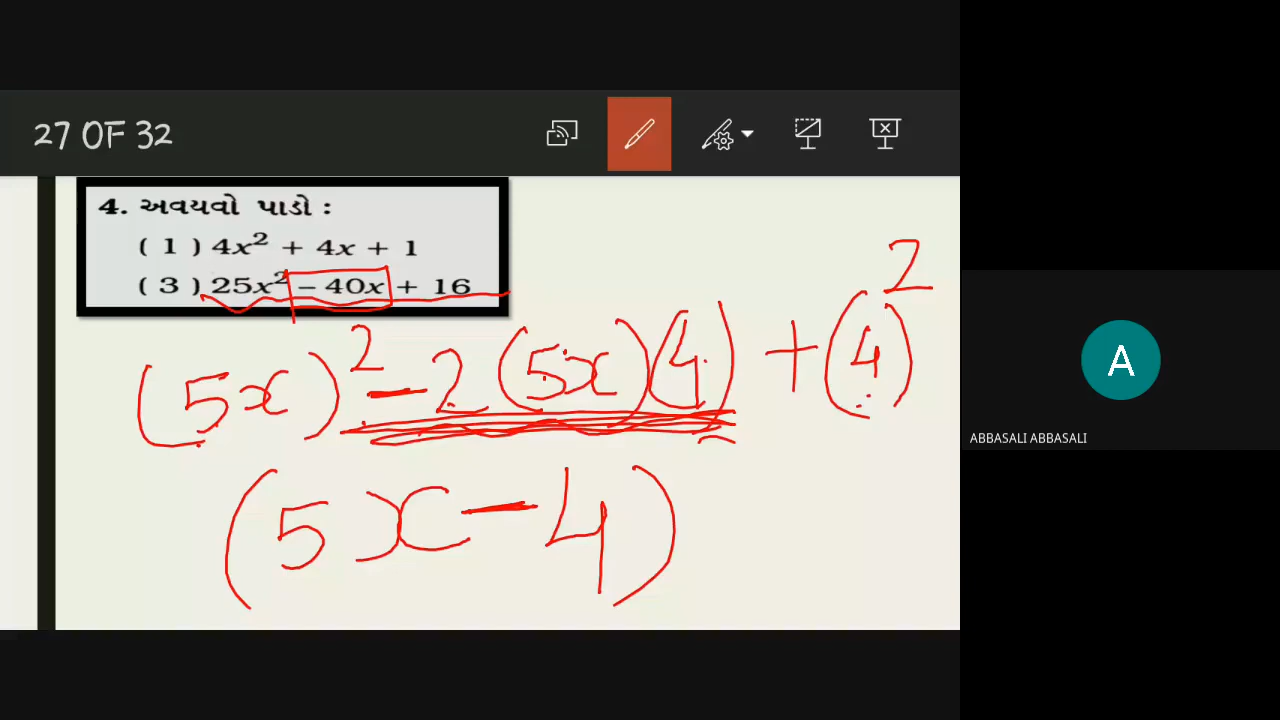 27 OF 32
4. અવયવો પાડો :
( 1 ) 4x² + 4x + 1
( 3 ) 25x² – 40x + 16
(5x)² – 2 (5x)(4) + (4)²
(5x – 4)
A
ABBASALI ABBASALI